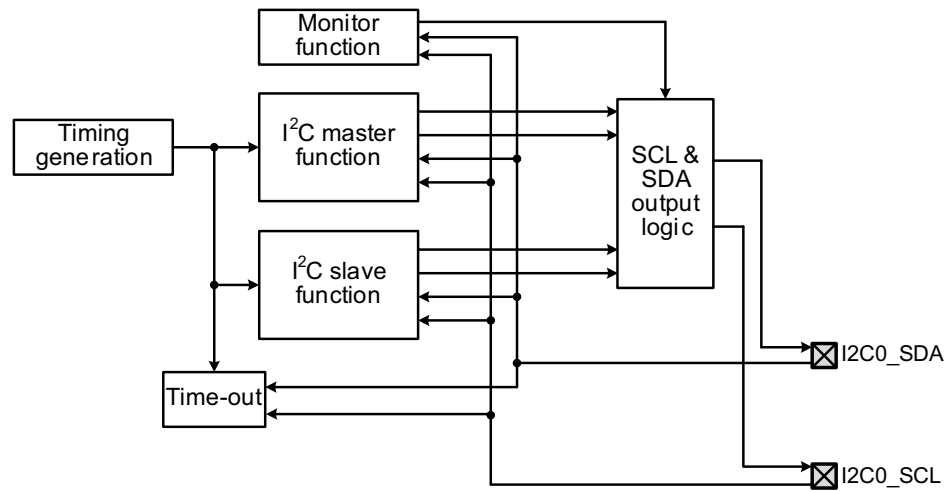 Monitor
function
Timing
generation
I²C master
function
SCL &
SDA
output
logic
I²C slave
function
I2C0_SDA
Time-out
I2C0_SCL